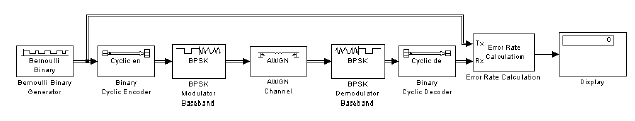 Bernoulli
Binary
Bernoulli Binary
Generator
Cyclic en
Binary
Cyclic Encoder
BPSK
BPSK
Modulator
Baseband
AWGN
AWGN
Channel
BPSK
BPSK
Demodulator
Baseband
Cyclic de
Binary
Cyclic Decoder
Tx
Rx
Error Rate
Calculation
Error Rate Calculation
0
Display